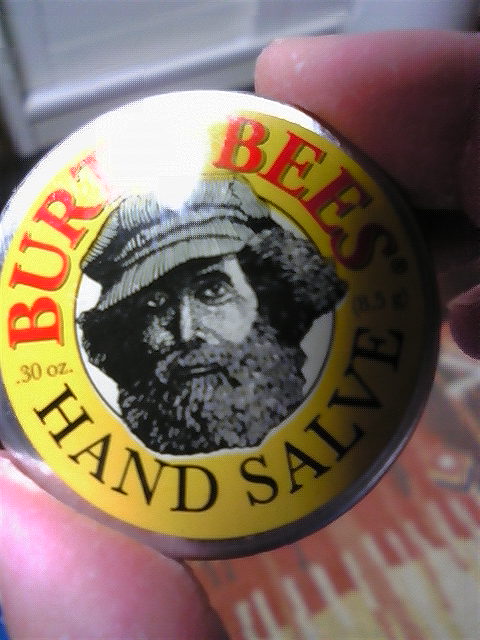 BURT BEES®
.30 oz. (8.5 g)
HAND SALVE